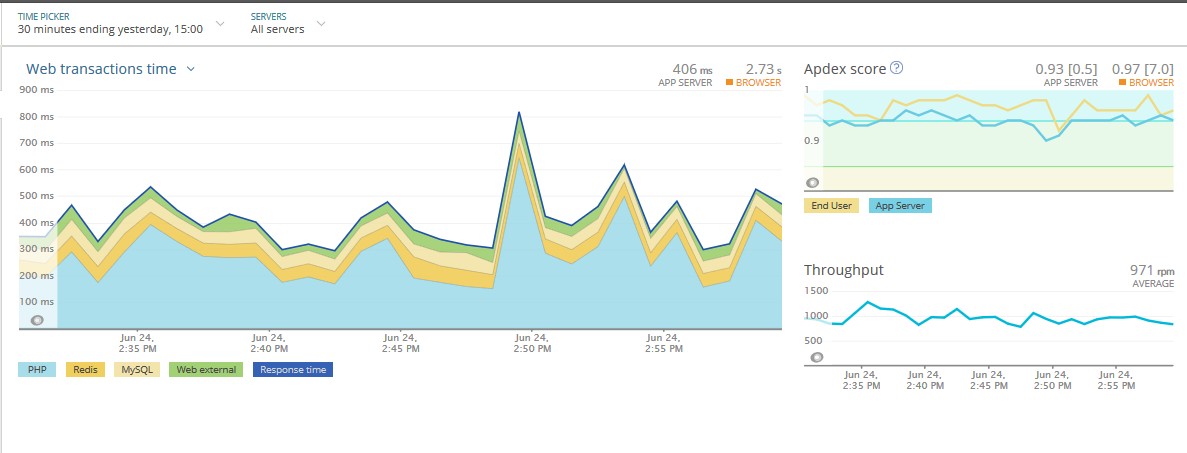 TIME PICKER
30 minutes ending yesterday, 15:00
SERVERS
All servers
Web transactions time
406 ms
APP SERVER
2.73 s
BROWSER
900 ms
800 ms
700 ms
600 ms
500 ms
400 ms
300 ms
200 ms
100 ms
Jun 24,
2:35 PM
Jun 24,
2:40 PM
Jun 24,
2:45 PM
Jun 24,
2:50 PM
Jun 24,
2:55 PM
PHP
Redis
MySQL
Web external
Response time
Apdex score
?
0.93 [0.5]
APP SERVER
0.97 [7.0]
BROWSER
1
0.9
End User
App Server
Throughput
971 rpm
AVERAGE
1500
1000
500
Jun 24,
2:35 PM
Jun 24,
2:40 PM
Jun 24,
2:45 PM
Jun 24,
2:50 PM
Jun 24,
2:55 PM